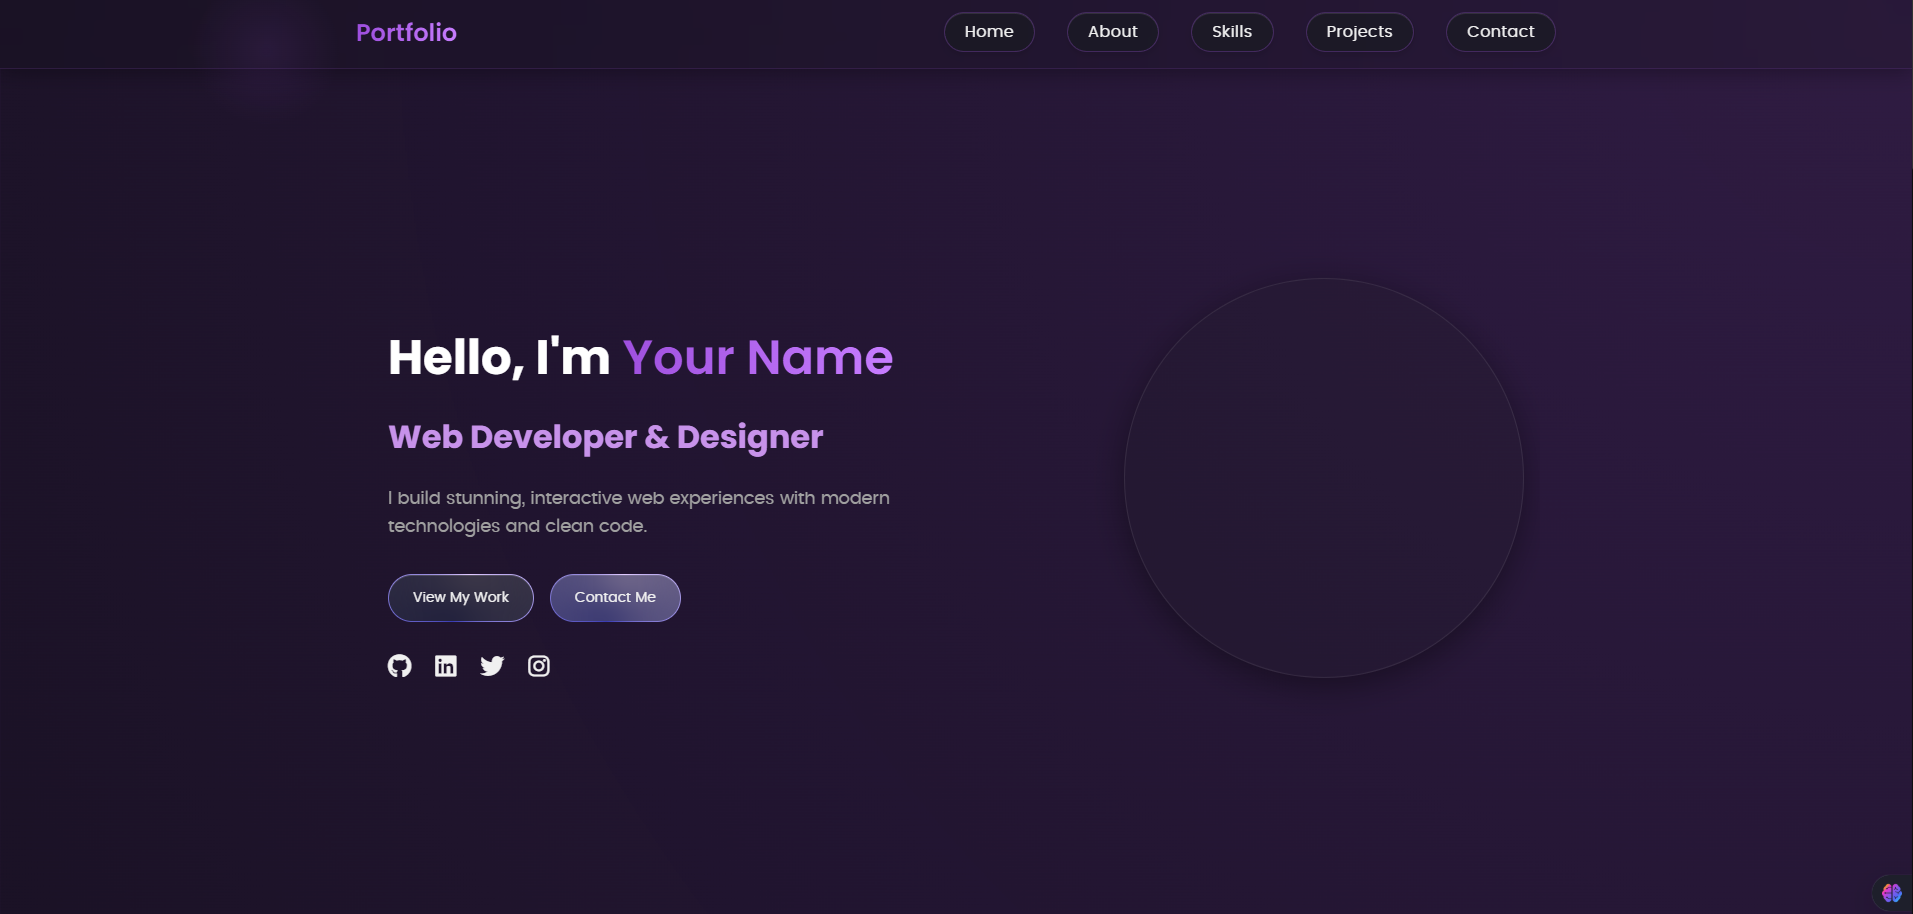 Portfolio
Home
About
Skills
Projects
Contact
Hello, I'm Your Name
Web Developer & Designer
I build stunning, interactive web experiences with modern
technologies and clean code.
View My Work
Contact Me
in